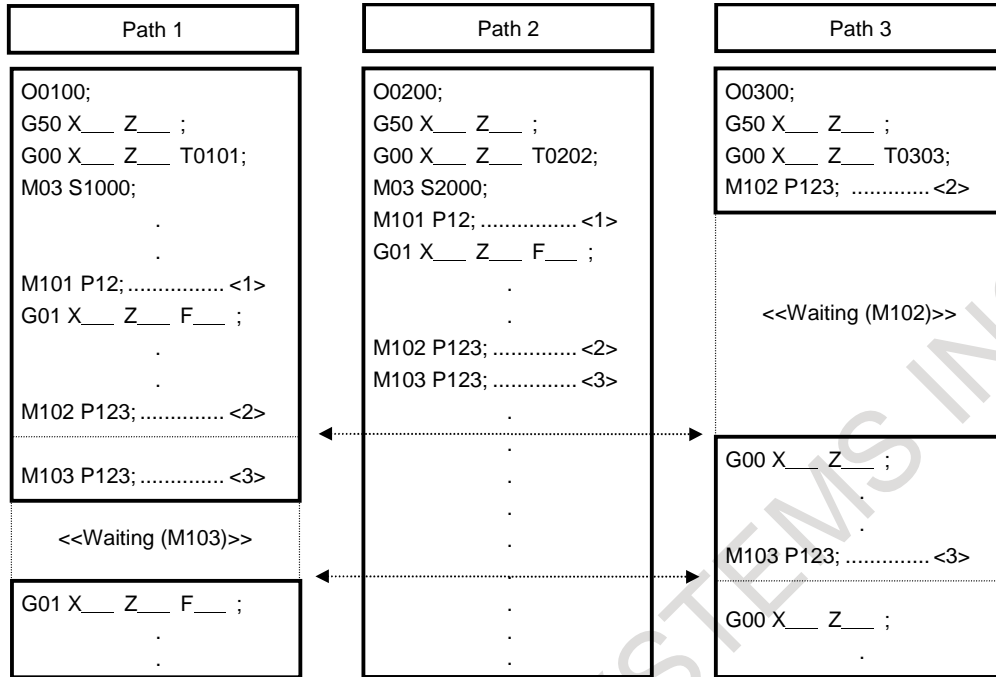 Path 1
O0100;
G50 X___ Z___ ;
G00 X___ Z___ T0101;
M03 S1000;
.
.
M101 P12; ................ <1>
G01 X___ Z___ F___ ;
.
.
M102 P123; .............. <2>
M103 P123; .............. <3>
<<Waiting (M103)>>
G01 X___ Z___ F___ ;
.
.
Path 2
O0200;
G50 X___ Z___ ;
G00 X___ Z___ T0202;
M03 S2000;
M101 P12; ................ <1>
G01 X___ Z___ F___ ;
.
.
M102 P123; .............. <2>
M103 P123; .............. <3>
.
.
.
.
.
.
.
.
Path 3
O0300;
G50 X___ Z___ ;
G00 X___ Z___ T0303;
M102 P123; ............. <2>
<<Waiting (M102)>>
G00 X___ Z___ ;
.
.
M103 P123; .............. <3>
G00 X___ Z___ ;
.